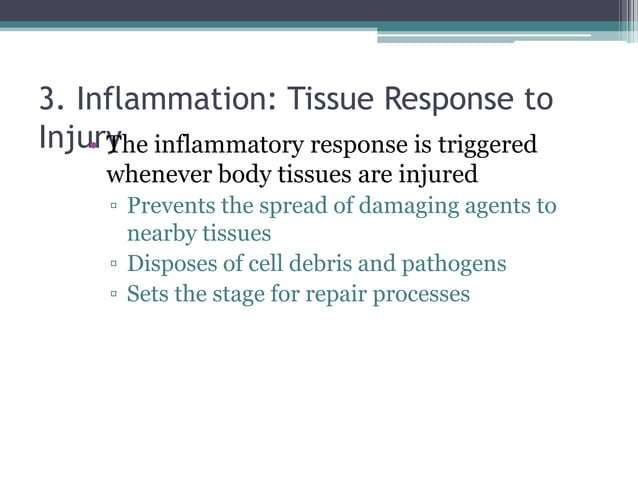 3. Inflammation: Tissue Response to
Injury
• The inflammatory response is triggered
whenever body tissues are injured
▫ Prevents the spread of damaging agents to
nearby tissues
▫ Disposes of cell debris and pathogens
▫ Sets the stage for repair processes